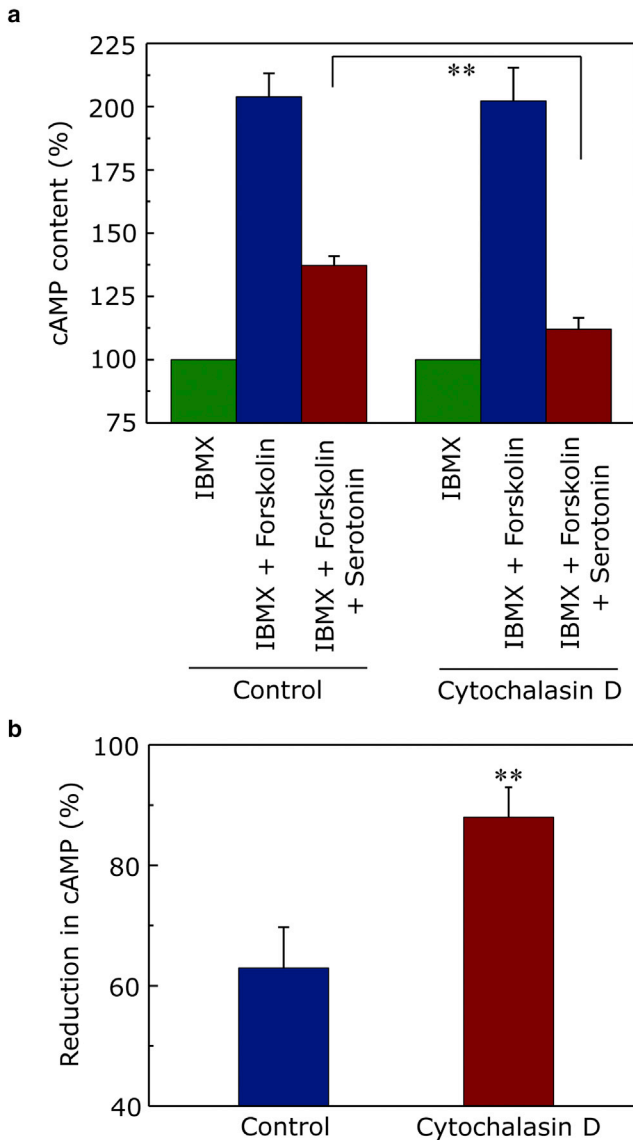 a
225
200
175
150
125
100
75
cAMP content (%)
**
IBMX
IBMX + Forskolin
IBMX + Forskolin
+ Serotonin
IBMX
IBMX + Forskolin
IBMX + Forskolin
+ Serotonin
Control
Cytochalasin D
b
100
80
60
40
Reduction in cAMP (%)
**
Control
Cytochalasin D